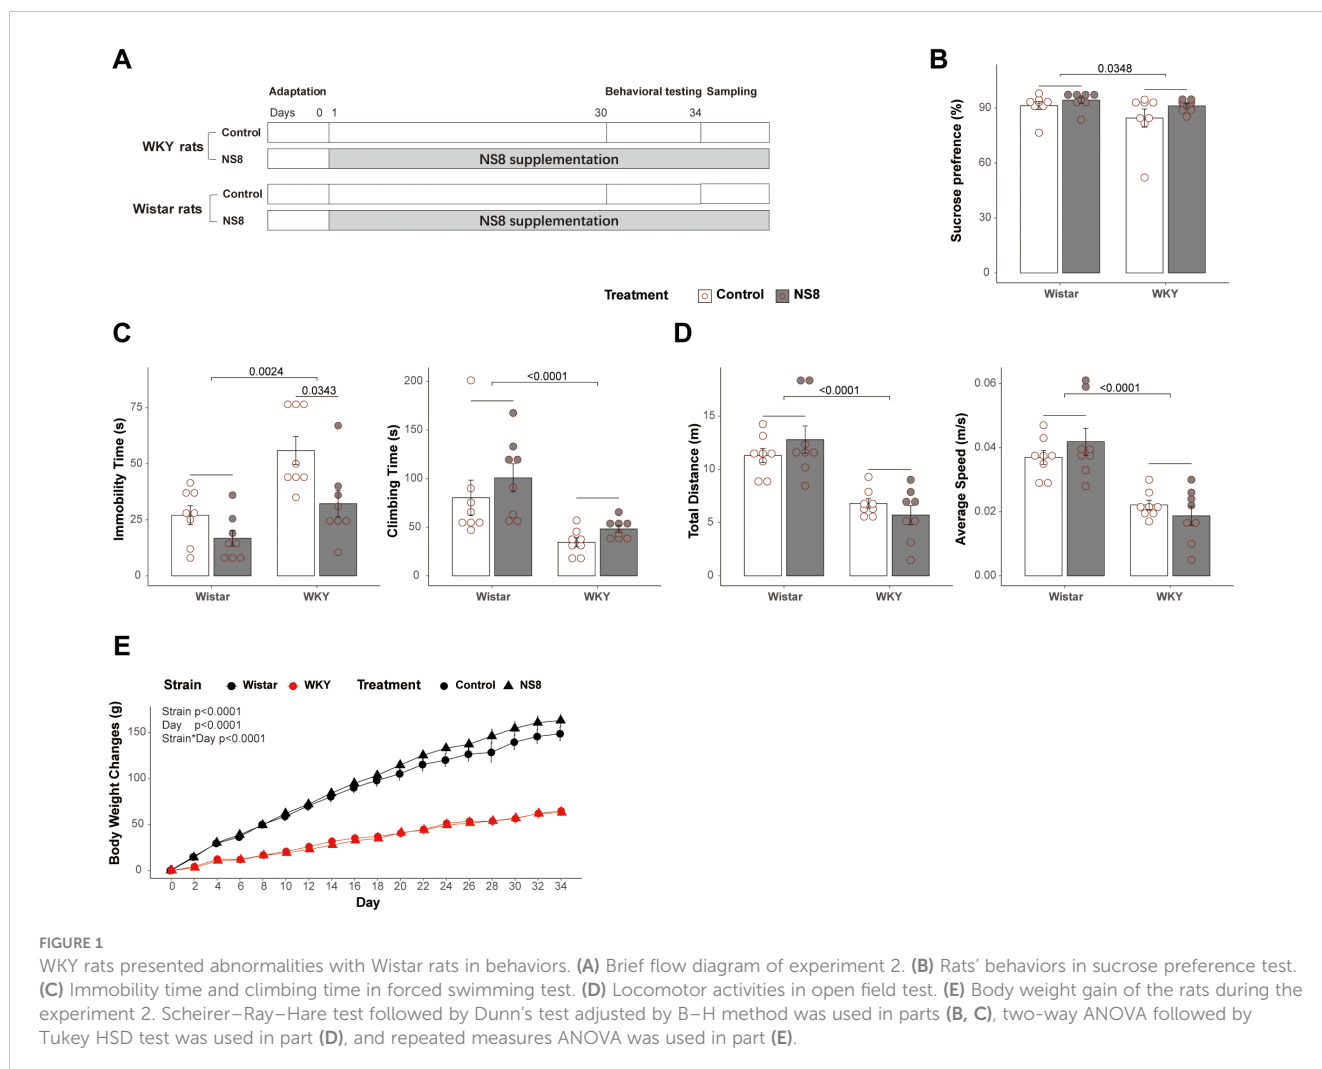 A
Adaptation
Behavioral testing Sampling
Days 0 1 30 34
WKY rats
Control
NS8
NS8 supplementation
Wistar rats
Control
NS8
NS8 supplementation
B
Sucrose prefrence (%)
90
60
30
0
0.0348
Wistar WKY
Treatment Control NS8
C
Immobility Time (s)
75
50
25
0
0.0024
0.0343
Wistar WKY
Climbing Time (s)
200
150
100
50
0
<0.0001
Wistar WKY
D
Total Distance (m)
15
10
5
0
<0.0001
Wistar WKY
Average Speed (m/s)
0.06
0.04
0.02
0.00
<0.0001
Wistar WKY
E
Strain Wistar WKY Treatment Control NS8
Strain p<0.0001
Day p<0.0001
Strain*Day p<0.0001
Body Weight Changes (g)
150
100
50
0
0 2 4 6 8 10 12 14 16 18 20 22 24 26 28 30 32 34
Day
FIGURE 1
WKY rats presented abnormalities with Wistar rats in behaviors. (A) Brief flow diagram of experiment 2. (B) Rats’ behaviors in sucrose preference test.
(C) Immobility time and climbing time in forced swimming test. (D) Locomotor activities in open field test. (E) Body weight gain of the rats during the
experiment 2. Scheirer–Ray–Hare test followed by Dunn’s test adjusted by B–H method was used in parts (B, C), two-way ANOVA followed by
Tukey HSD test was used in part (D), and repeated measures ANOVA was used in part (E).